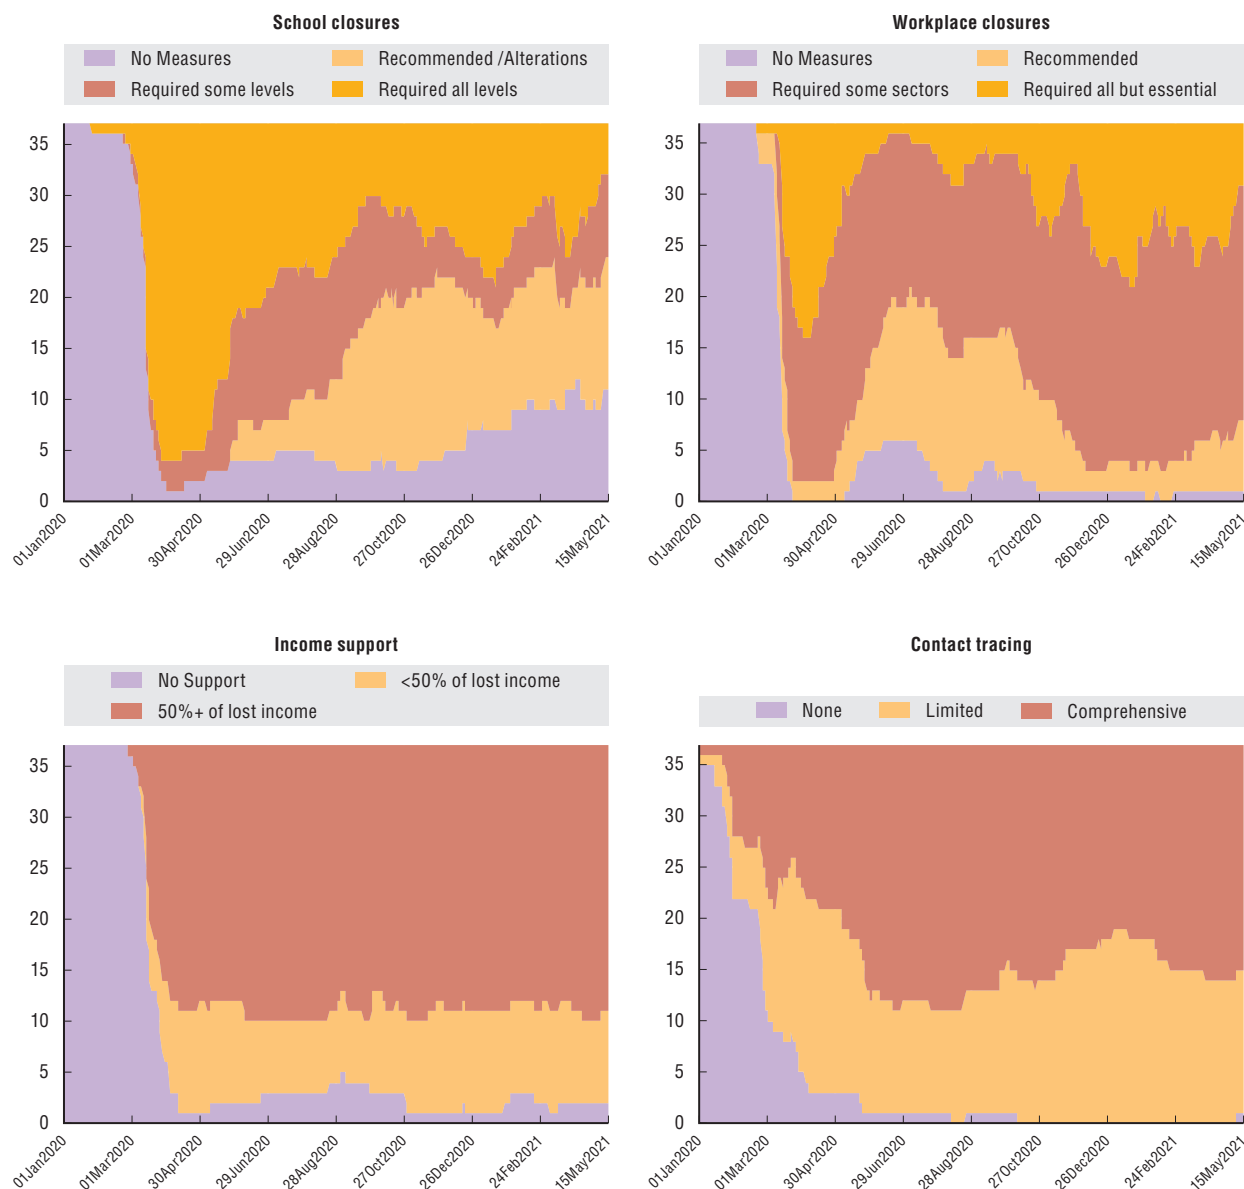 School closures
No Measures
Recommended /Alterations
Required some levels
Required all levels
35
30
25
20
15
10
5
0
01Jan2020
01Mar2020
30Apr2020
29Jun2020
28Aug2020
27Oct2020
26Dec2020
24Feb2021
15May2021
Workplace closures
No Measures
Recommended
Required some sectors
Required all but essential
35
30
25
20
15
10
5
0
01Jan2020
01Mar2020
30Apr2020
29Jun2020
28Aug2020
27Oct2020
26Dec2020
24Feb2021
15May2021
Income support
No Support
<50% of lost income
50%+ of lost income
35
30
25
20
15
10
5
0
01Jan2020
01Mar2020
30Apr2020
29Jun2020
28Aug2020
27Oct2020
26Dec2020
24Feb2021
15May2021
Contact tracing
None
Limited
Comprehensive
35
30
25
20
15
10
5
0
01Jan2020
01Mar2020
30Apr2020
29Jun2020
28Aug2020
27Oct2020
26Dec2020
24Feb2021
15May2021